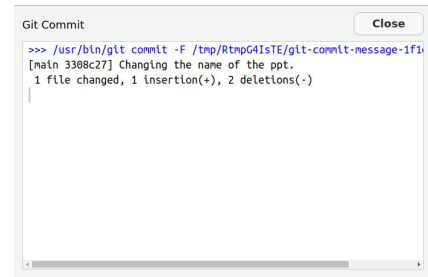 Git Commit
Close
>>> /usr/bin/git commit -F /tmp/RtmpG4IsTE/git-commit-message-1f1
[main 3308c27] Changing the name of the ppt.
1 file changed, 1 insertion(+), 2 deletions(-)